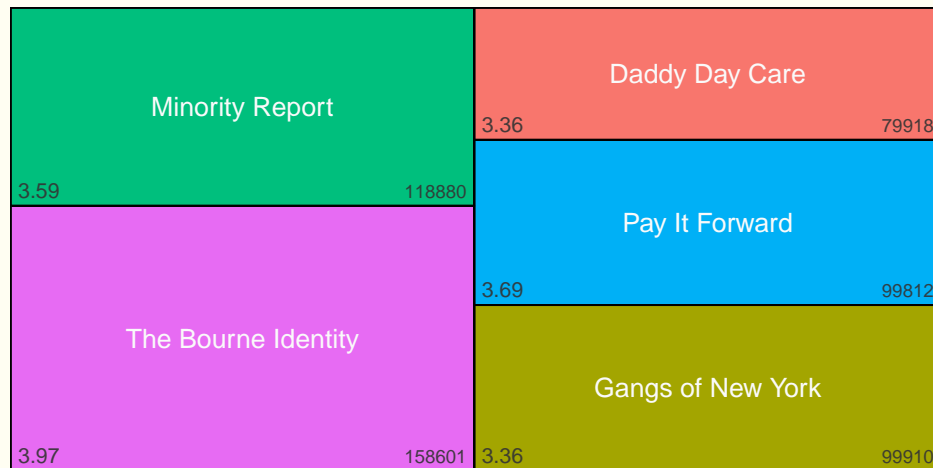 Minority Report
3.59 118880
The Bourne Identity
3.97 158601
Daddy Day Care
3.36 79918
Pay It Forward
3.69 99812
Gangs of New York
3.36 99910